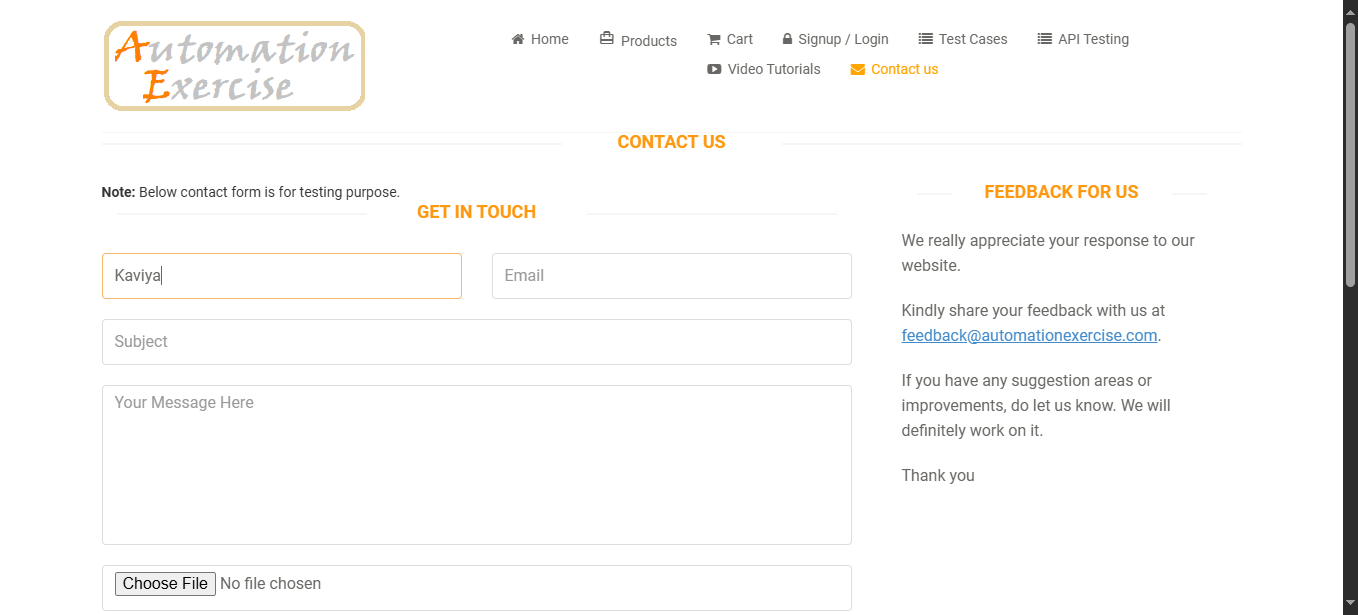 Automation
Exercise
Home
Products
Cart
Signup / Login
Test Cases
API Testing
Video Tutorials
Contact us
CONTACT US
Note: Below contact form is for testing purpose.
GET IN TOUCH
Kaviya
Email
Subject
Your Message Here
Choose File No file chosen
FEEDBACK FOR US
We really appreciate your response to our
website.
Kindly share your feedback with us at
feedback@automationexercise.com.
If you have any suggestion areas or
improvements, do let us know. We will
definitely work on it.
Thank you